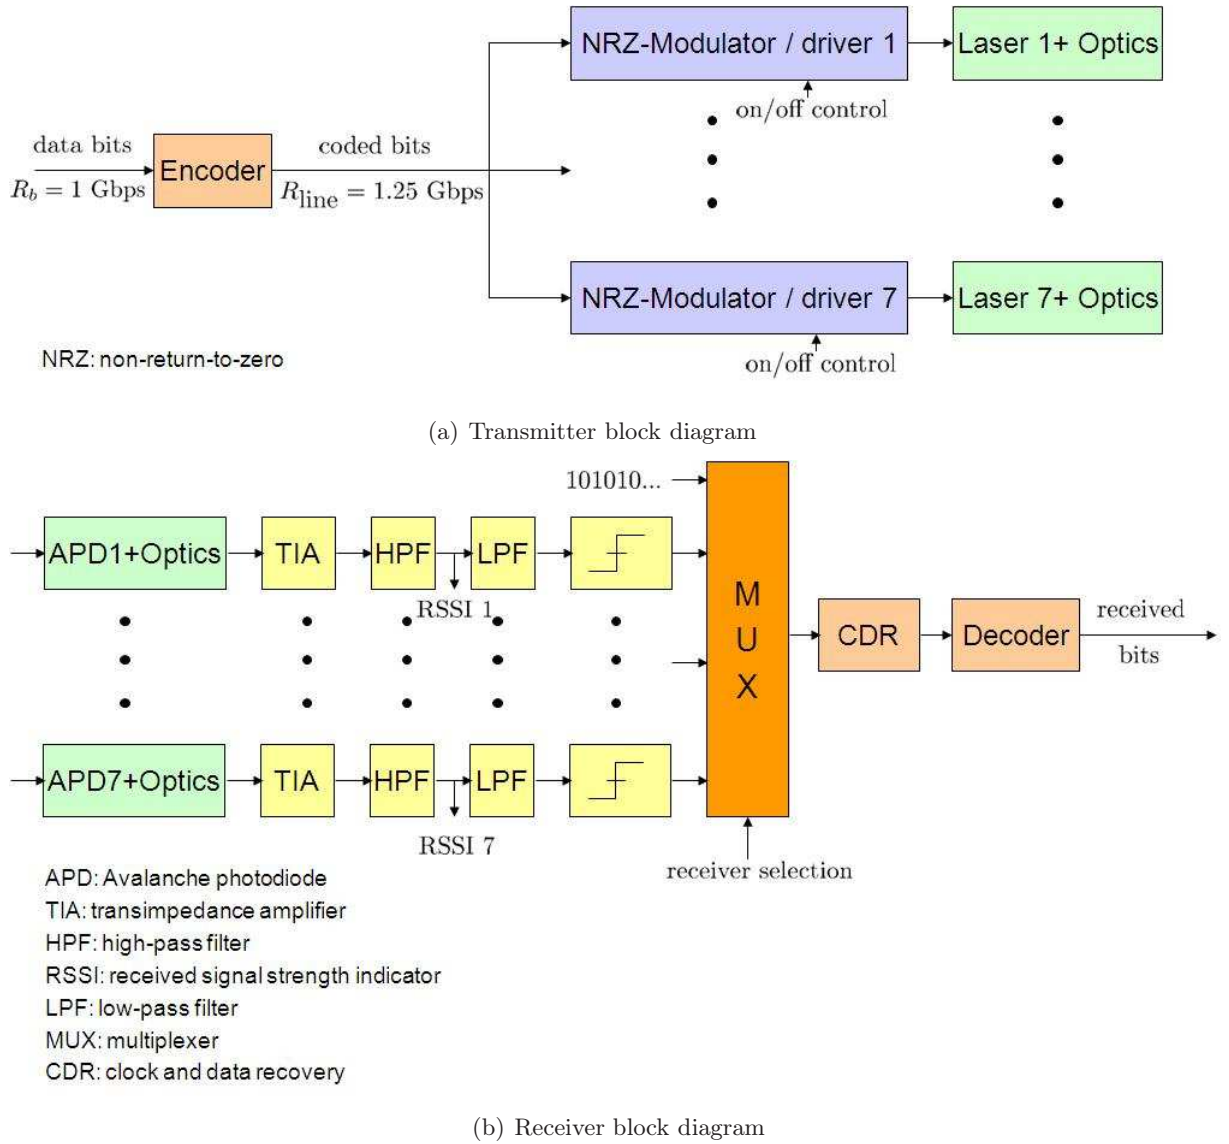 NRZ-Modulator / driver 1
Laser 1+ Optics
on/off control
data bits
Encoder
coded bits
R_b = 1 Gbps
R_line = 1.25 Gbps
NRZ-Modulator / driver 7
Laser 7+ Optics
NRZ: non-return-to-zero
on/off control
(a) Transmitter block diagram
101010...
APD1+Optics
TIA
HPF
LPF
RSSI 1
M
U
X
CDR
Decoder
received
bits
APD7+Optics
TIA
HPF
LPF
RSSI 7
receiver selection
APD: Avalanche photodiode
TIA: transimpedance amplifier
HPF: high-pass filter
RSSI: received signal strength indicator
LPF: low-pass filter
MUX: multiplexer
CDR: clock and data recovery
(b) Receiver block diagram